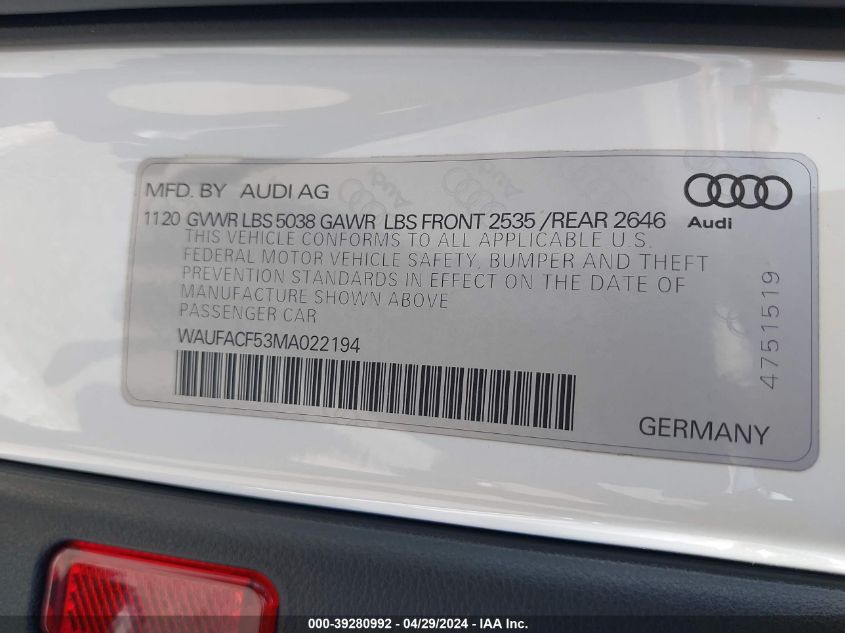 MFD. BY AUDI AG
Audi
1120 GVWR LBS 5038 GAWR LBS FRONT 2535 /REAR 2646
THIS VEHICLE CONFORMS TO ALL APPLICABLE U.S.
FEDERAL MOTOR VEHICLE SAFETY, BUMPER AND THEFT
PREVENTION STANDARDS IN EFFECT ON THE DATE OF
MANUFACTURE SHOWN ABOVE
PASSENGER CAR
WAUFACF53MA022194
4751519
GERMANY
000-39280992 - 04/29/2024 - IAA Inc.